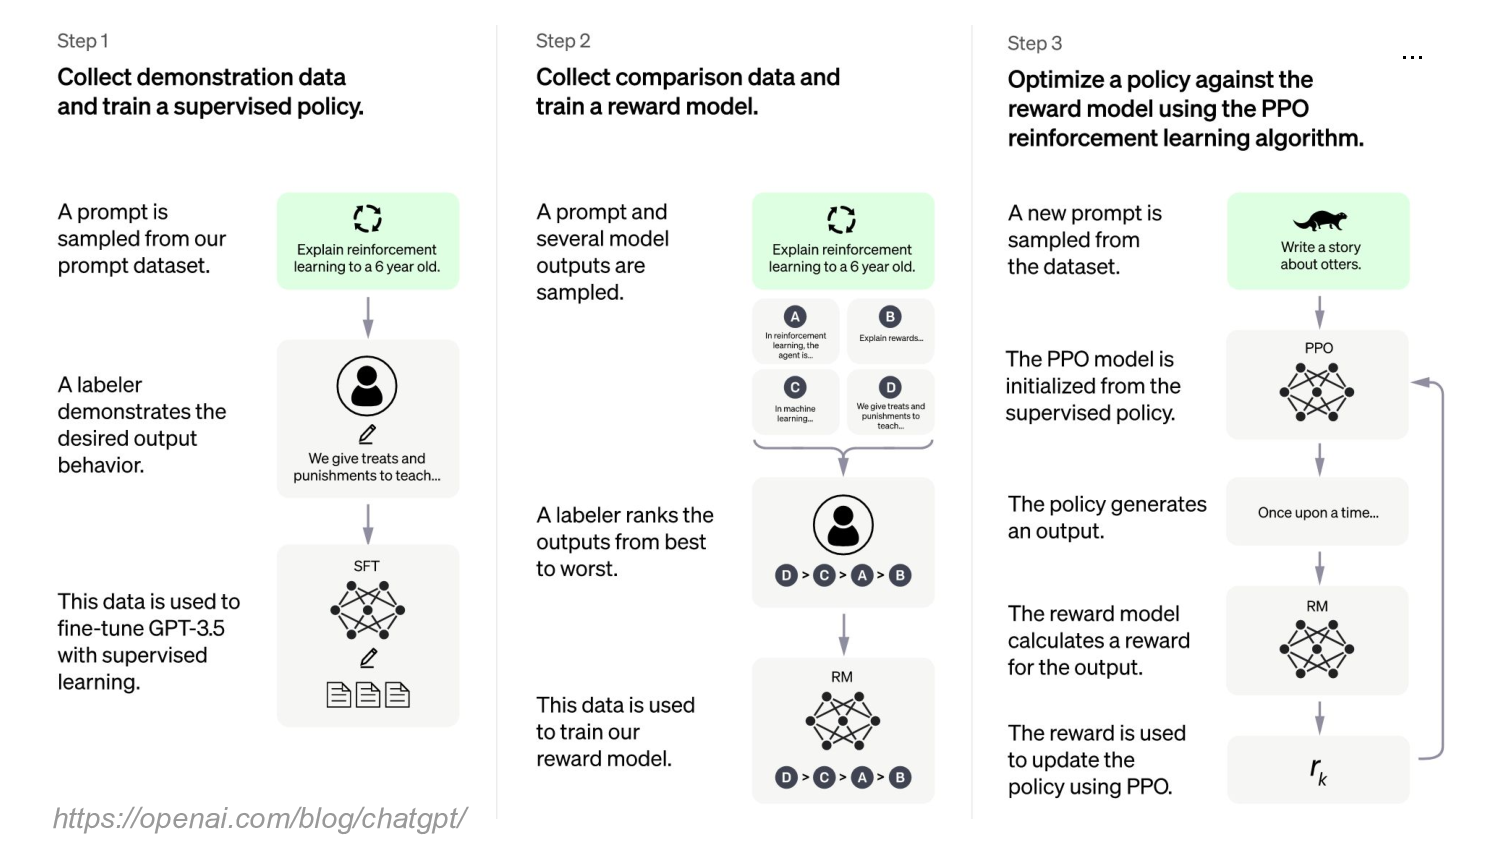 Step 1
Collect demonstration data
and train a supervised policy.
A prompt is
sampled from our
prompt dataset.
Explain reinforcement
learning to a 6 year old.
A labeler
demonstrates the
desired output
behavior.
We give treats and
punishments to teach...
This data is used to
fine-tune GPT-3.5
with supervised
learning.
SFT
Step 2
Collect comparison data and
train a reward model.
A prompt and
several model
outputs are
sampled.
Explain reinforcement
learning to a 6 year old.
A
In reinforcement
learning, the
agent is...
B
Explain rewards...
C
In machine
learning...
D
We give treats and
punishments to
teach...
A labeler ranks the
outputs from best
to worst.
D > C > A > B
This data is used
to train our
reward model.
RM
D > C > A > B
Step 3
...
Optimize a policy against the
reward model using the PPO
reinforcement learning algorithm.
A new prompt is
sampled from
the dataset.
Write a story
about otters.
The PPO model is
initialized from the
supervised policy.
PPO
The policy generates
an output.
Once upon a time...
The reward model
calculates a reward
for the output.
RM
The reward is used
to update the
policy using PPO.
r_k
https://openai.com/blog/chatgpt/